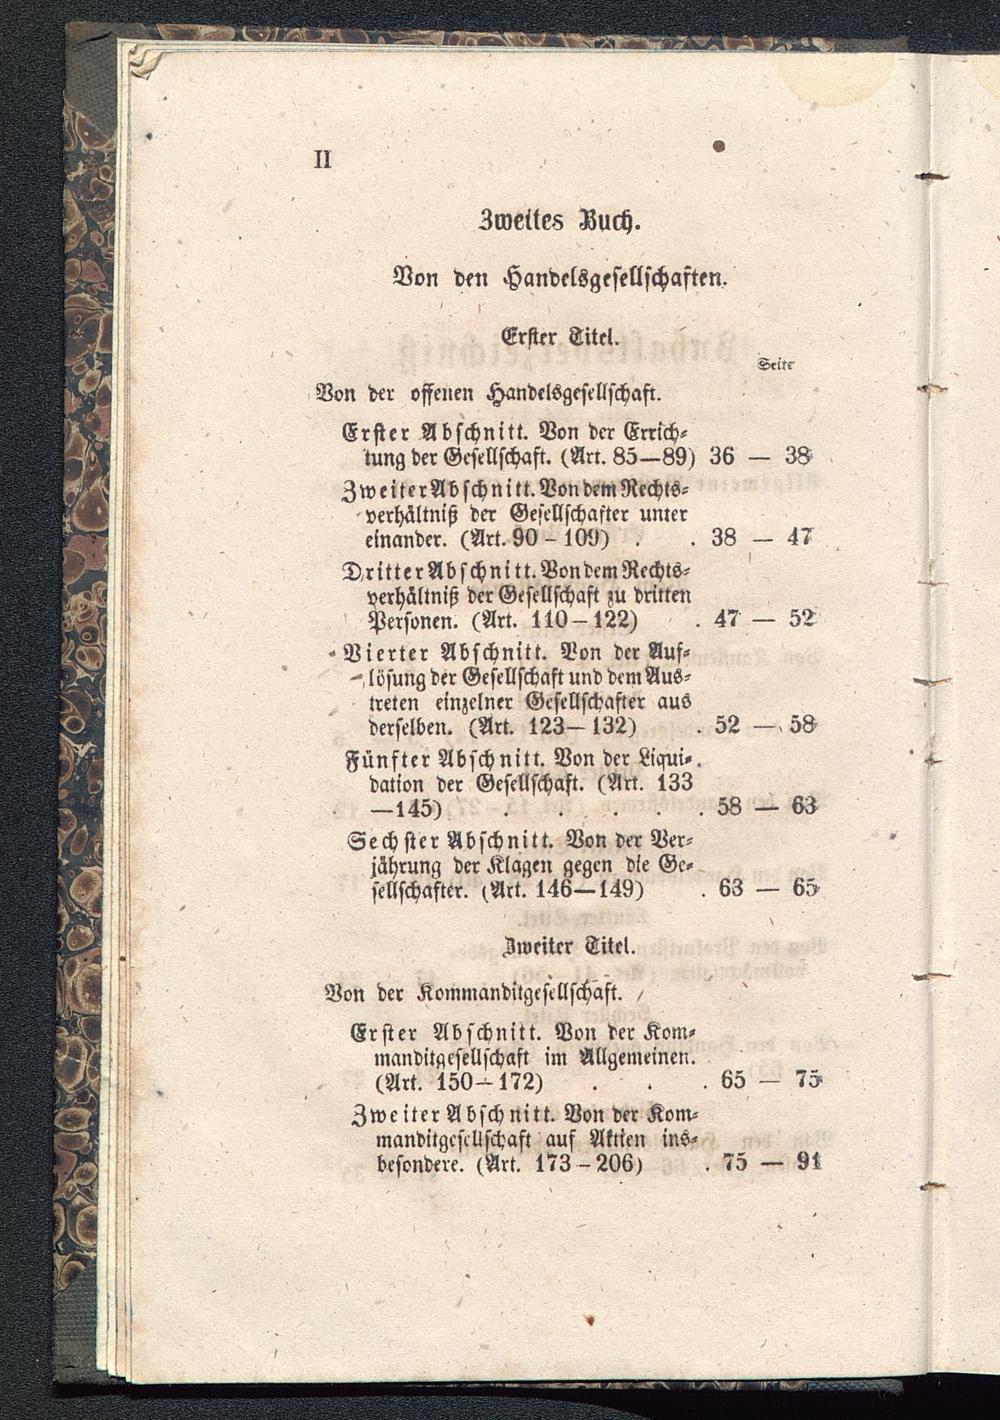 II
Zweites Buch.
Von den Handelsgesellschaften.
Erster Titel.
Seite
Von der offenen Handelsgesellschaft.
Erster Abschnitt. Von der Errich-
tung der Gesellschaft. (Art. 85—89) 36 — 38
Zweiter Abschnitt. Von dem Rechts-
verhältniß der Gesellschafter unter
einander. (Art. 90-109) . . 38 — 47
Dritter Abschnitt. Von dem Rechts-
verhältniß der Gesellschaft zu dritten
Personen. (Art. 110—122) . 47 — 52
Vierter Abschnitt. Von der Auf-
lösung der Gesellschaft und dem Aus-
treten einzelner Gesellschafter aus
derselben. (Art. 123—132) . 52 — 58
Fünfter Abschnitt. Von der Liqui-
dation der Gesellschaft. (Art. 133
—145) . . . . . 58 — 63
Sechster Abschnitt. Von der Ver-
jährung der Klagen gegen die Ge-
sellschafter. (Art. 146—149) . 63 — 65
Zweiter Titel.
Von der Kommanditgesellschaft.
Erster Abschnitt. Von der Kom-
manditgesellschaft im Allgemeinen.
(Art. 150—172) . . . 65 — 75
Zweiter Abschnitt. Von der Kom-
manditgesellschaft auf Aktien ins-
besondere. (Art. 173-206) . 75 — 91